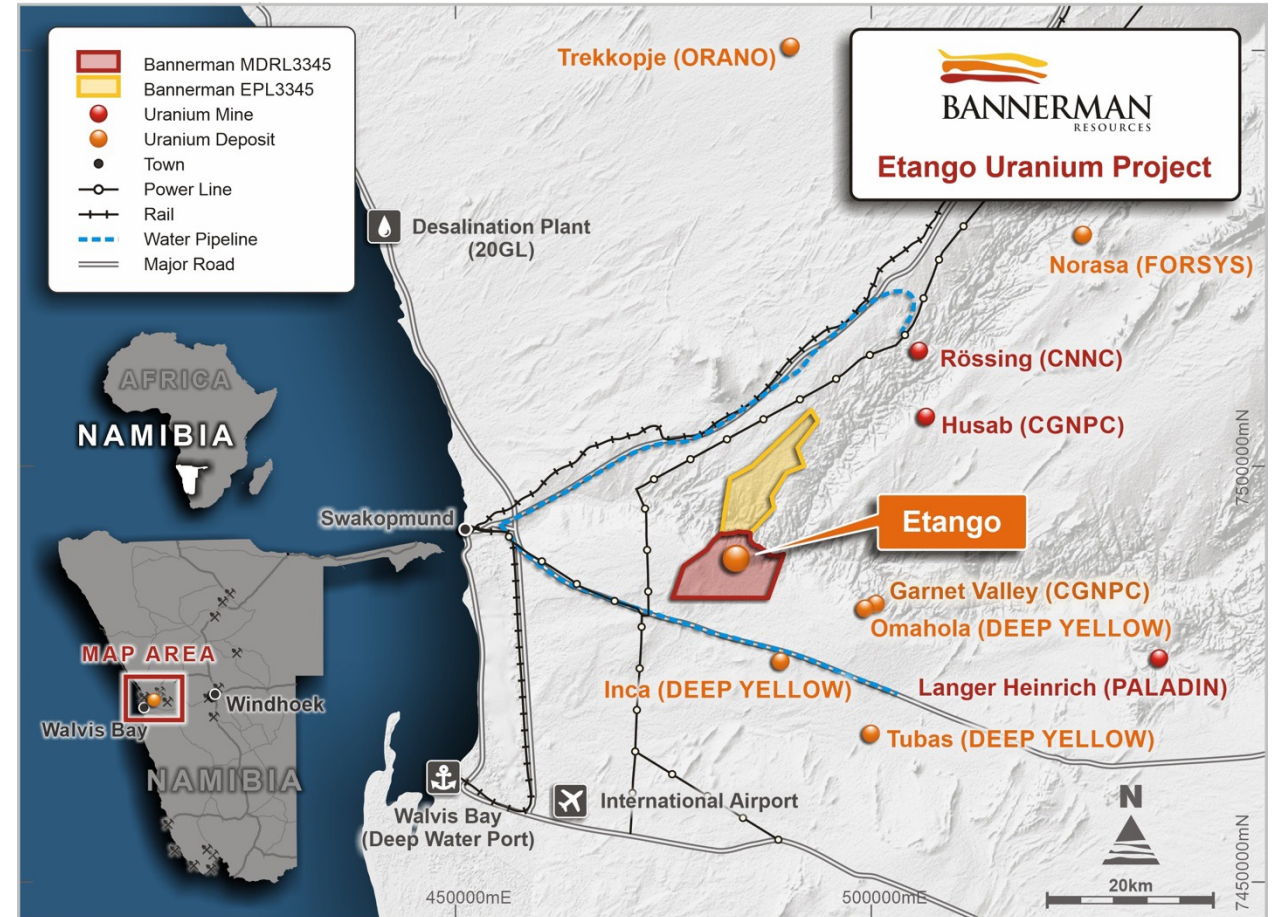 Bannerman MDRL3345
Bannerman EPL3345
Uranium Mine
Uranium Deposit
Town
Power Line
Rail
Water Pipeline
Major Road
BANNERMAN
RESOURCES
Etango Uranium Project
Trekkopje (ORANO)
Desalination Plant
(20GL)
Norasa (FORSYS)
Rössing (CNNC)
Husab (CGNPC)
AFRICA
NAMIBIA
Swakopmund
Etango
7500000mN
Garnet Valley (CGNPC)
Omahola (DEEP YELLOW)
Inca (DEEP YELLOW)
Langer Heinrich (PALADIN)
Tubas (DEEP YELLOW)
MAP AREA
Windhoek
Walvis Bay
NAMIBIA
Walvis Bay
(Deep Water Port)
International Airport
N
20km
450000mE
500000mE
7450000mN